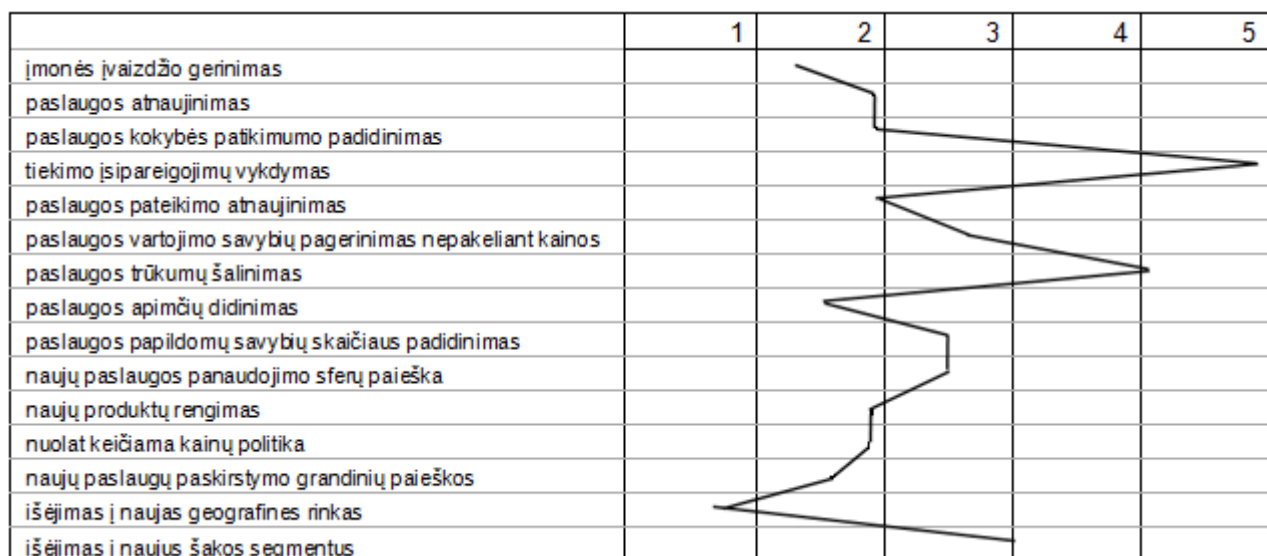 1 2 3 4 5
įmonės įvaizdžio gerinimas
paslaugos atnaujinimas
paslaugos kokybės patikimumo padidinimas
tiekimo įsipareigojimų vykdymas
paslaugos pateikimo atnaujinimas
paslaugos vartojimo savybių pagerinimas nepakeliant kainos
paslaugos trūkumų šalinimas
paslaugos apimčių didinimas
paslaugos papildomų savybių skaičiaus padidinimas
naujų paslaugos panaudojimo sferų paieška
naujų produktų rengimas
nuolat keičiama kainų politika
naujų paslaugų paskirstymo grandinių paieškos
išėjimas į naujas geografines rinkas
išėjimas į naujus šakos segmentus